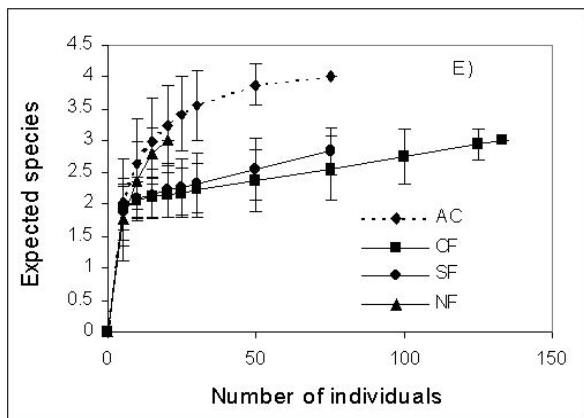 E)
4.5
4
3.5
3
2.5
2
1.5
1
0.5
0
Expected species
0 50 100 150
Number of individuals
AC
CF
SF
NF